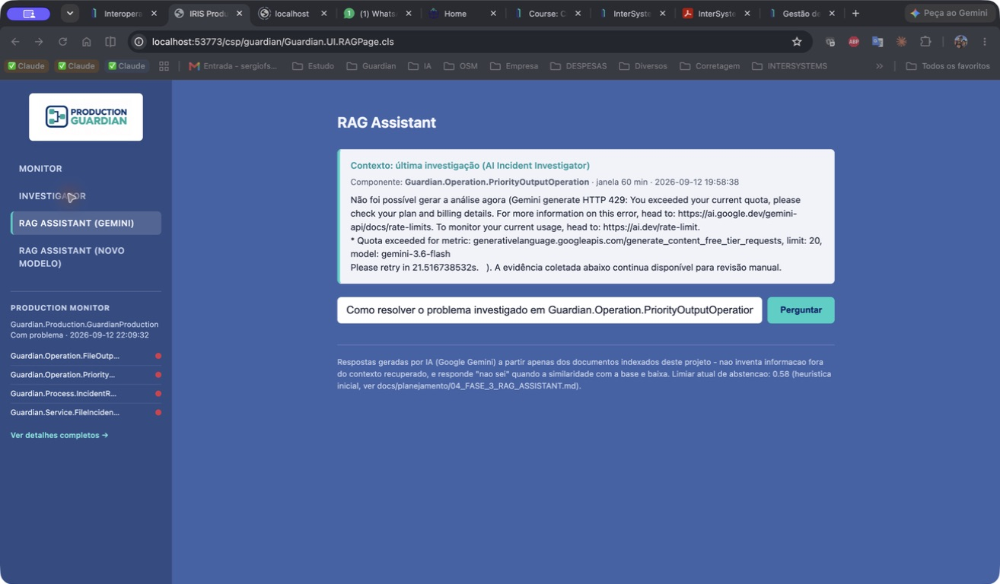 Interopera
IRIS Produ
localhost
(1) Whats
Home
Course: C
InterSyste
InterSyste
Gestão de
Peça ao Gemini
localhost:53773/csp/guardian/Guardian.UI.RAGPage.cls
ABP
Claude
Claude
Claude
Entrada - sergiofs...
Estudo
Guardian
IA
OSM
Empresa
DESPESAS
Diversos
Corretagem
INTERSYSTEMS
Todos os favoritos
PRODUCTION
GUARDIAN
MONITOR
INVESTIGATOR
RAG ASSISTANT (GEMINI)
RAG ASSISTANT (NOVO
MODELO)
PRODUCTION MONITOR
Guardian.Production.GuardianProduction
Com problema · 2026-09-12 22:09:32
Guardian.Operation.FileOutp...
Guardian.Operation.Priority...
Guardian.Process.IncidentR...
Guardian.Service.FileInciden...
Ver detalhes completos →
RAG Assistant
Contexto: última investigação (AI Incident Investigator)
Componente: Guardian.Operation.PriorityOutputOperation · janela 60 min · 2026-09-12 19:58:38
Não foi possível gerar a análise agora (Gemini generate HTTP 429: You exceeded your current quota, please
check your plan and billing details. For more information on this error, head to: https://ai.google.dev/gemini-
api/docs/rate-limits. To monitor your current usage, head to: https://ai.dev/rate-limit.
* Quota exceeded for metric: generativelanguage.googleapis.com/generate_content_free_tier_requests, limit: 20,
model: gemini-3.6-flash
Please retry in 21.516738532s. ). A evidência coletada abaixo continua disponível para revisão manual.
Como resolver o problema investigado em Guardian.Operation.PriorityOutputOperation
Perguntar
Respostas geradas por IA (Google Gemini) a partir apenas dos documentos indexados deste projeto - nao inventa informacao fora
do contexto recuperado, e responde "nao sei" quando a similaridade com a base e baixa. Limiar atual de abstencao: 0.58 (heuristica
inicial, ver docs/planejamento/04_FASE_3_RAG_ASSISTANT.md).